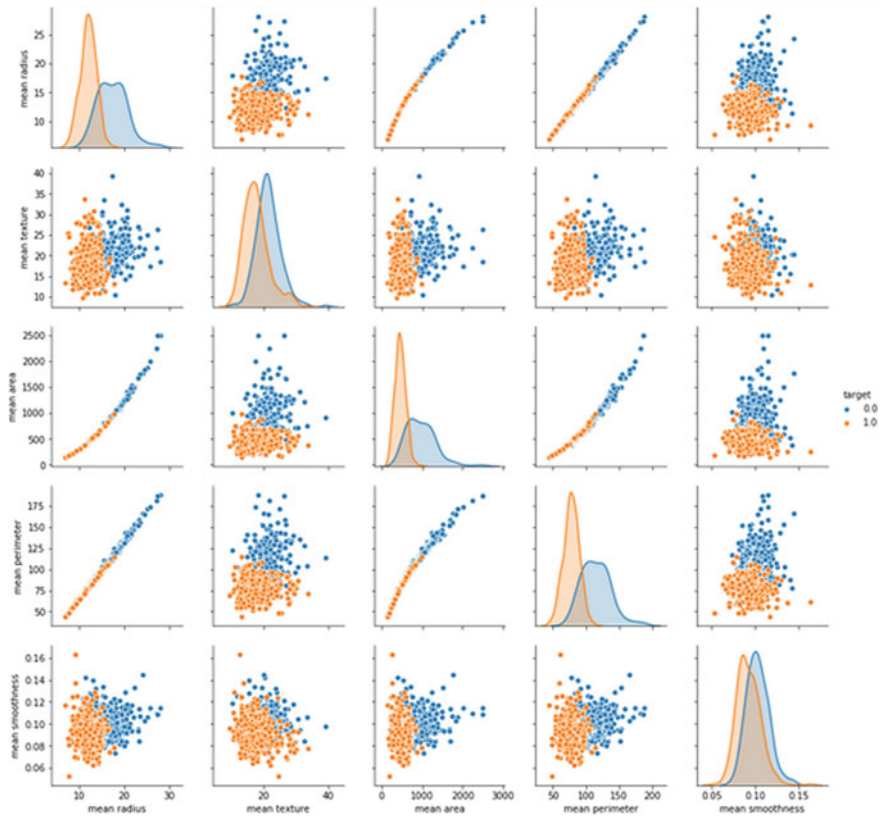 mean radius
25
20
15
10
mean texture
40
35
30
25
20
15
10
mean area
2500
2000
1500
1000
500
0
target
0.0
1.0
mean perimeter
175
150
125
100
75
50
mean smoothness
0.16
0.14
0.12
0.10
0.08
0.06
10 20 30
mean radius
20 40
mean texture
0 1000 2000 3000
mean area
50 100 150 200
mean perimeter
0.05 0.10 0.15
mean smoothness